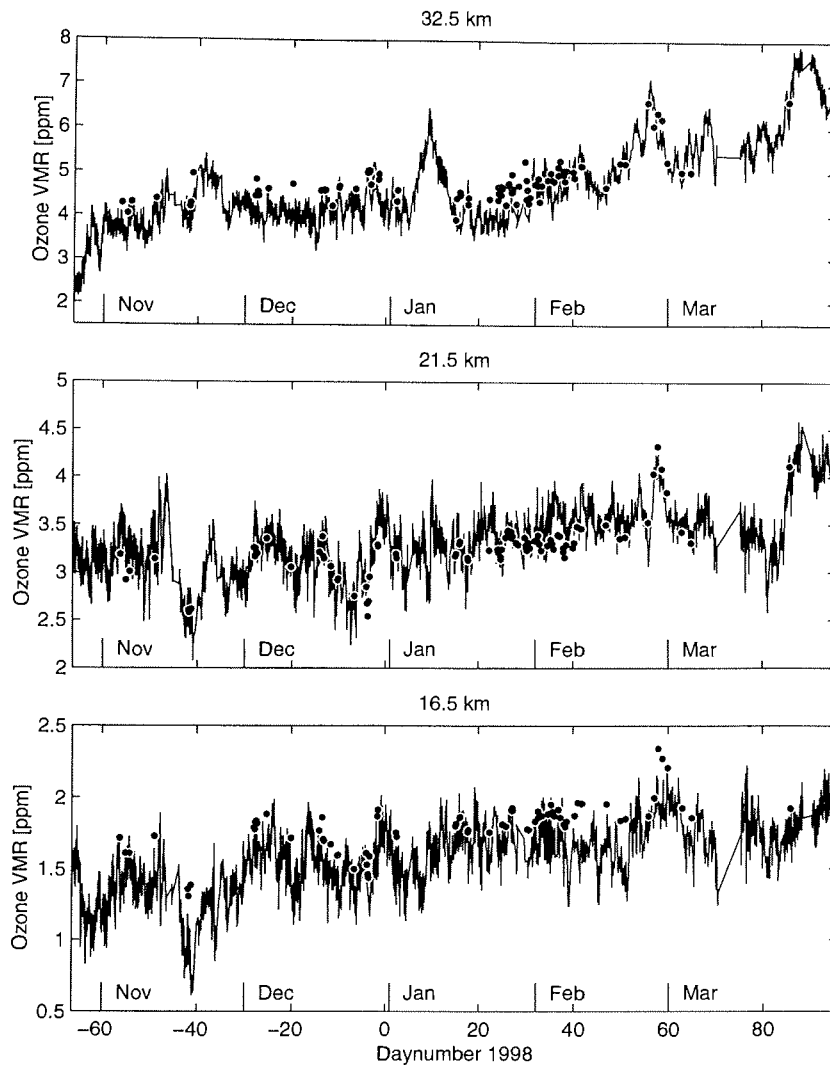 32.5 km
8
7
6
5
4
3
2
Ozone VMR [ppm]
Nov Dec Jan Feb Mar
21.5 km
5
4.5
4
3.5
3
2.5
2
Ozone VMR [ppm]
Nov Dec Jan Feb Mar
16.5 km
2.5
2
1.5
1
0.5
Ozone VMR [ppm]
Nov Dec Jan Feb Mar
−60 −40 −20 0 20 40 60 80
Daynumber 1998